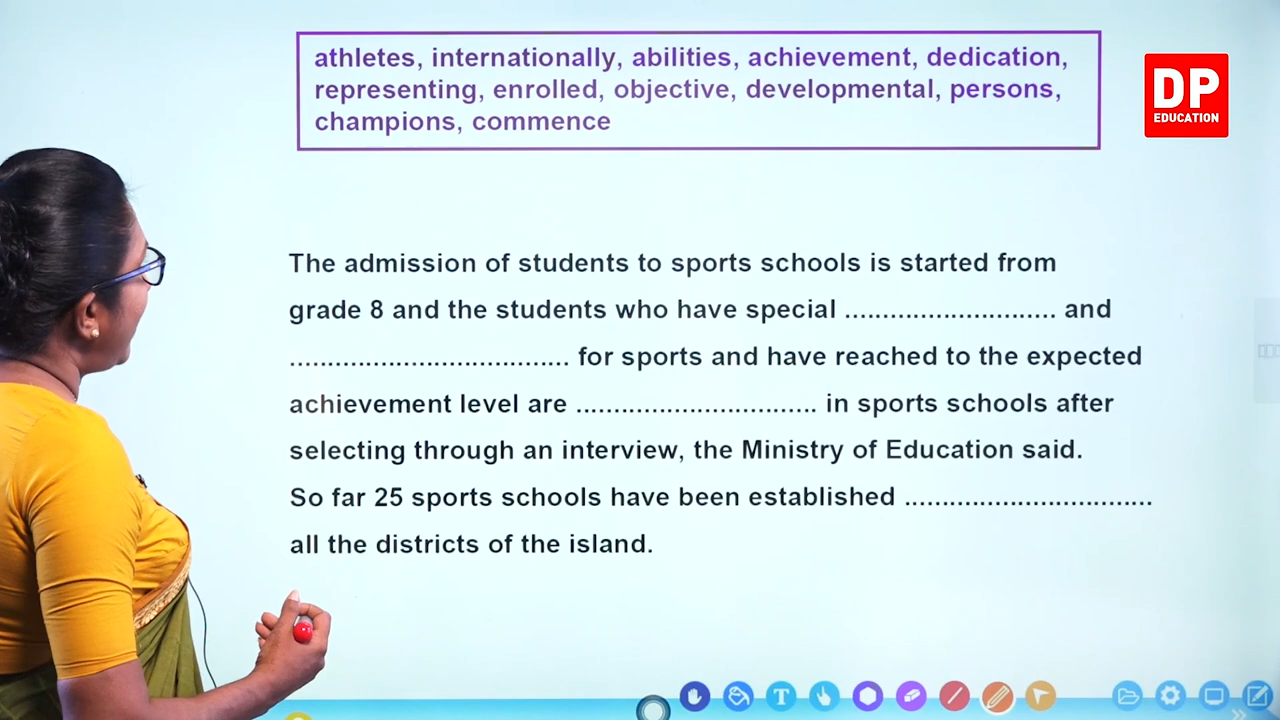 athletes, internationally, abilities, achievement, dedication,
representing, enrolled, objective, developmental, persons,
champions, commence
DP
EDUCATION
The admission of students to sports schools is started from
grade 8 and the students who have special ............................ and
..................................... for sports and have reached to the expected
achievement level are ................................ in sports schools after
selecting through an interview, the Ministry of Education said.
So far 25 sports schools have been established .................................
all the districts of the island.